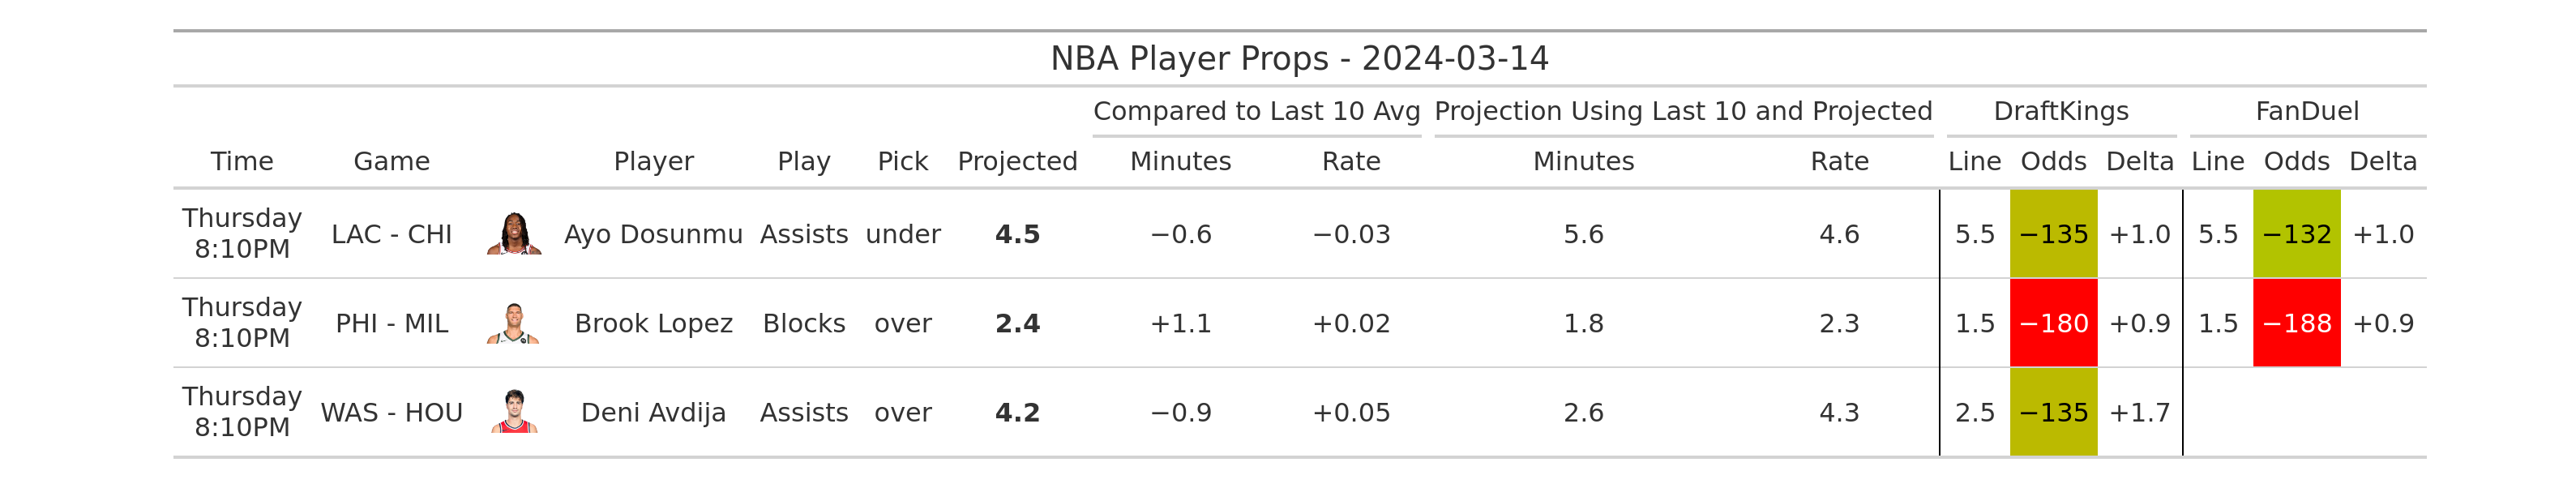 NBA Player Props - 2024-03-14
Compared to Last 10 Avg Projection Using Last 10 and Projected DraftKings FanDuel
Time Game Player Play Pick Projected Minutes Rate Minutes Rate Line Odds Delta Line Odds Delta
Thursday
8:10PM LAC - CHI Ayo Dosunmu Assists under 4.5 −0.6 −0.03 5.6 4.6 5.5 −135 +1.0 5.5 −132 +1.0
Thursday
8:10PM PHI - MIL Brook Lopez Blocks over 2.4 +1.1 +0.02 1.8 2.3 1.5 −180 +0.9 1.5 −188 +0.9
Thursday
8:10PM WAS - HOU Deni Avdija Assists over 4.2 −0.9 +0.05 2.6 4.3 2.5 −135 +1.7